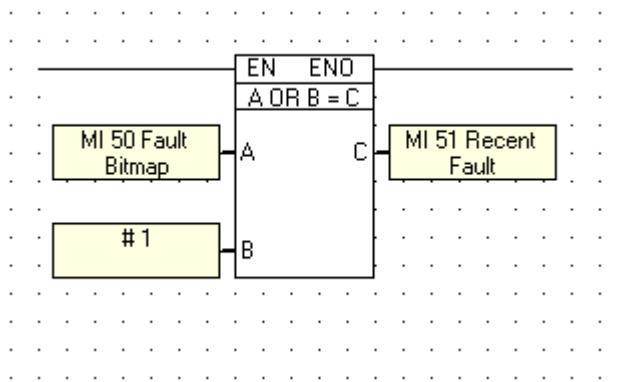 EN ENO
A OR B = C
MI 50 Fault
Bitmap
A
C
MI 51 Recent
Fault
# 1
B